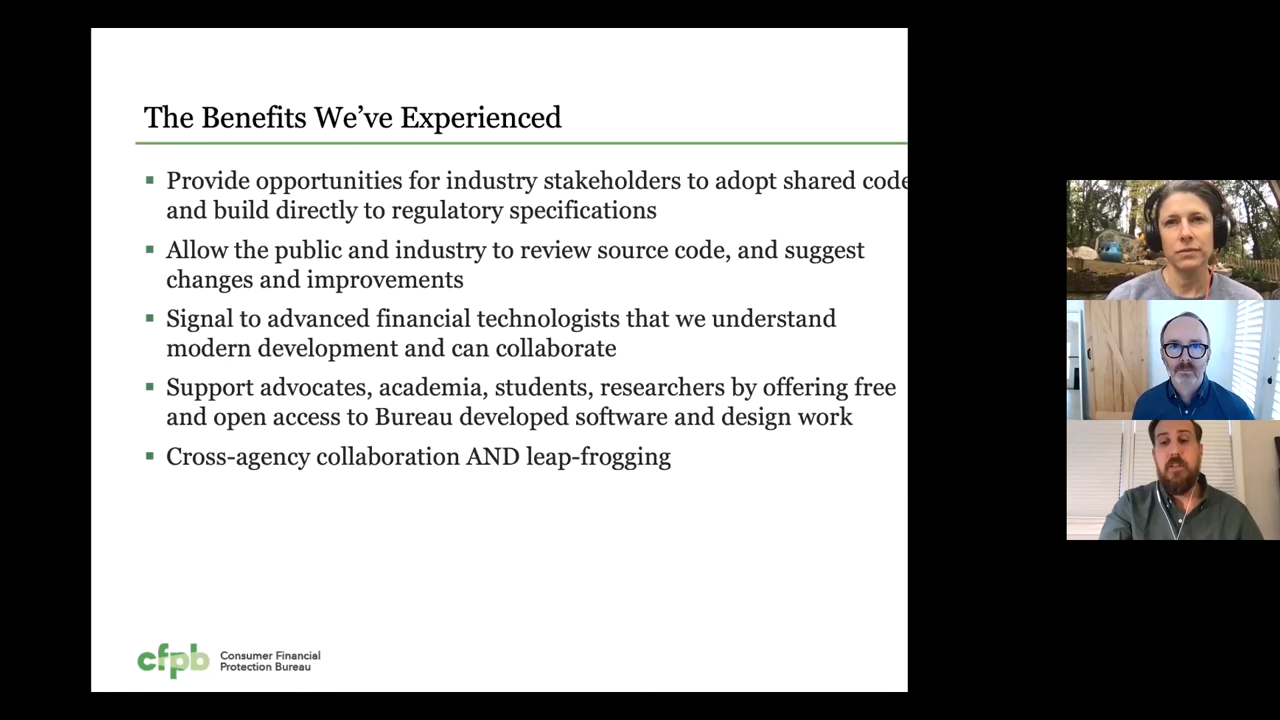 The Benefits We've Experienced
Provide opportunities for industry stakeholders to adopt shared code
and build directly to regulatory specifications
Allow the public and industry to review source code, and suggest
changes and improvements
Signal to advanced financial technologists that we understand
modern development and can collaborate
Support advocates, academia, students, researchers by offering free
and open access to Bureau developed software and design work
Cross-agency collaboration AND leap-frogging
cfpb
Consumer Financial
Protection Bureau